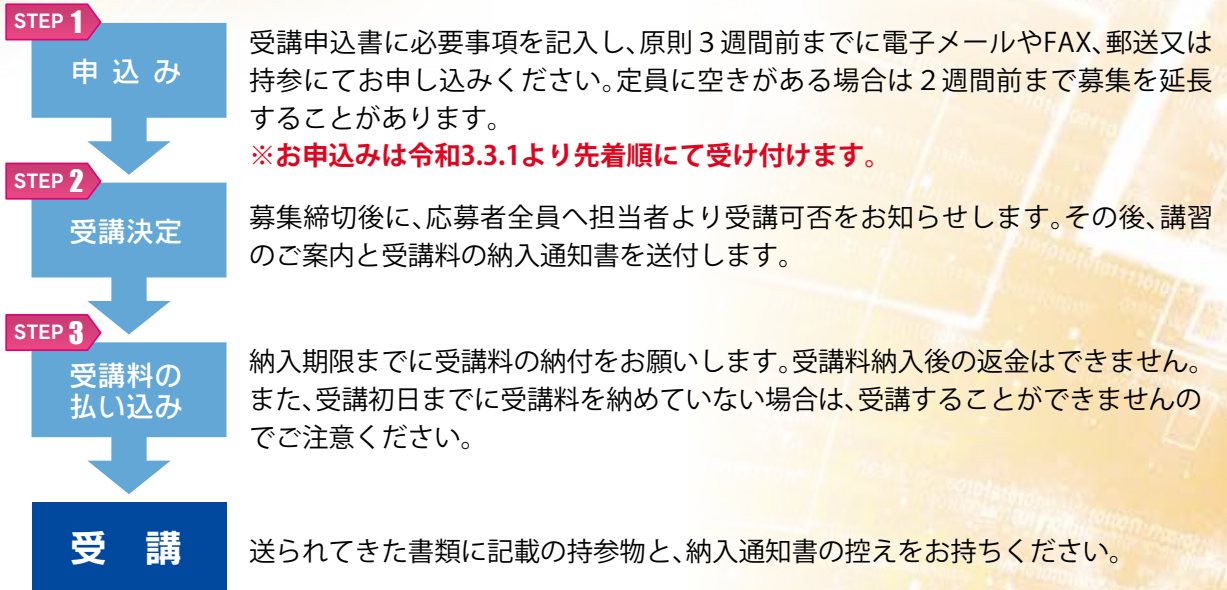 STEP 1
申込み
受講申込書に必要事項を記入し、原則３週間前までに電子メールやFAX、郵送又は
持参にてお申し込みください。定員に空きがある場合は２週間前まで募集を延長
することがあります。
※お申込みは令和3.3.1より先着順にて受け付けます。
STEP 2
受講決定
募集締切後に、応募者全員へ担当者より受講可否をお知らせします。その後、講習
のご案内と受講料の納入通知書を送付します。
STEP 3
受講料の
払い込み
納入期限までに受講料の納付をお願いします。受講料納入後の返金はできません。
また、受講初日までに受講料を納めていない場合は、受講することができませんの
でご注意ください。
受 講
送られてきた書類に記載の持参物と、納入通知書の控えをお持ちください。